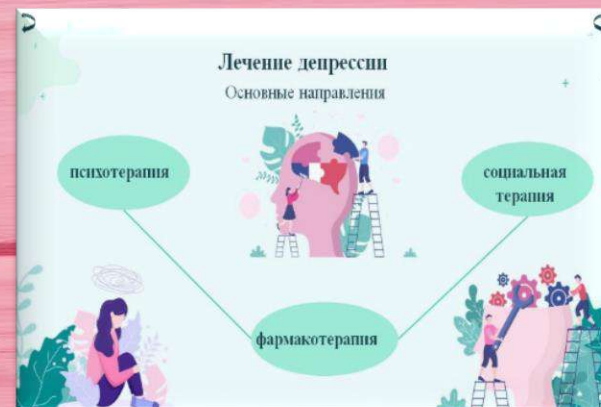 Лечение депрессии
Основные направления
психотерапия
социальная
терапия
фармакотерапия